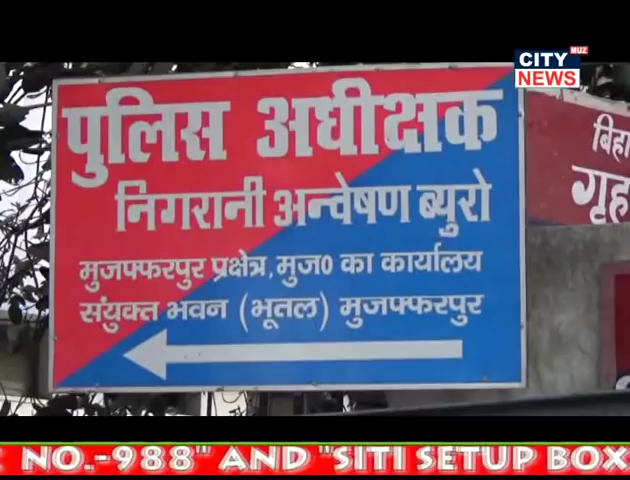 CITY MUZ
NEWS
पुलिस अधीक्षक
निगरानी अन्वेषण ब्युरो
मुजफ्फरपुर प्रक्षेत्र, मुज0 का कार्यालय
संयुक्त भवन (भूतल) मुजफ्फरपुर
NO.-988" AND "SITI SETUP BOX